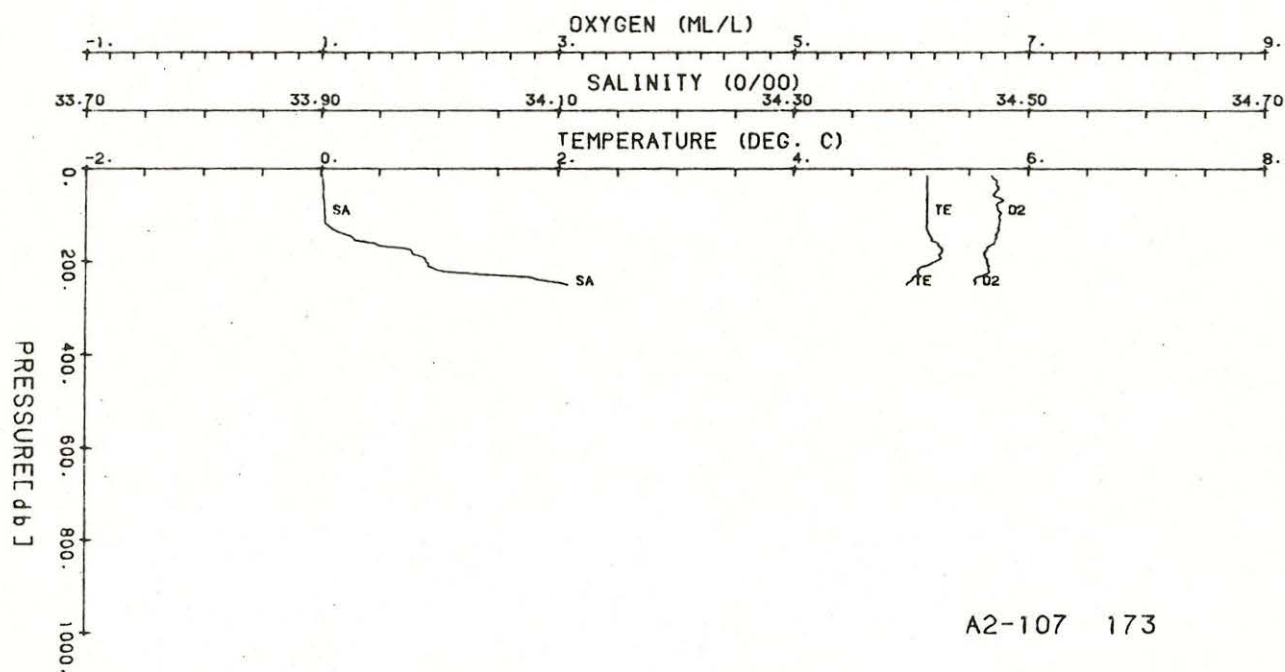 OXYGEN (ML/L)
-1. 1. 3. 5. 7. 9.
SALINITY (O/OO)
33.70 33.90 34.10 34.30 34.50 34.70
TEMPERATURE (DEG. C)
-2. 0. 2. 4. 6. 8.
0.
SA TE O2
200.
SA TE O2
400.
600.
800.
1000.
PRESSURE[db]
A2-107 173